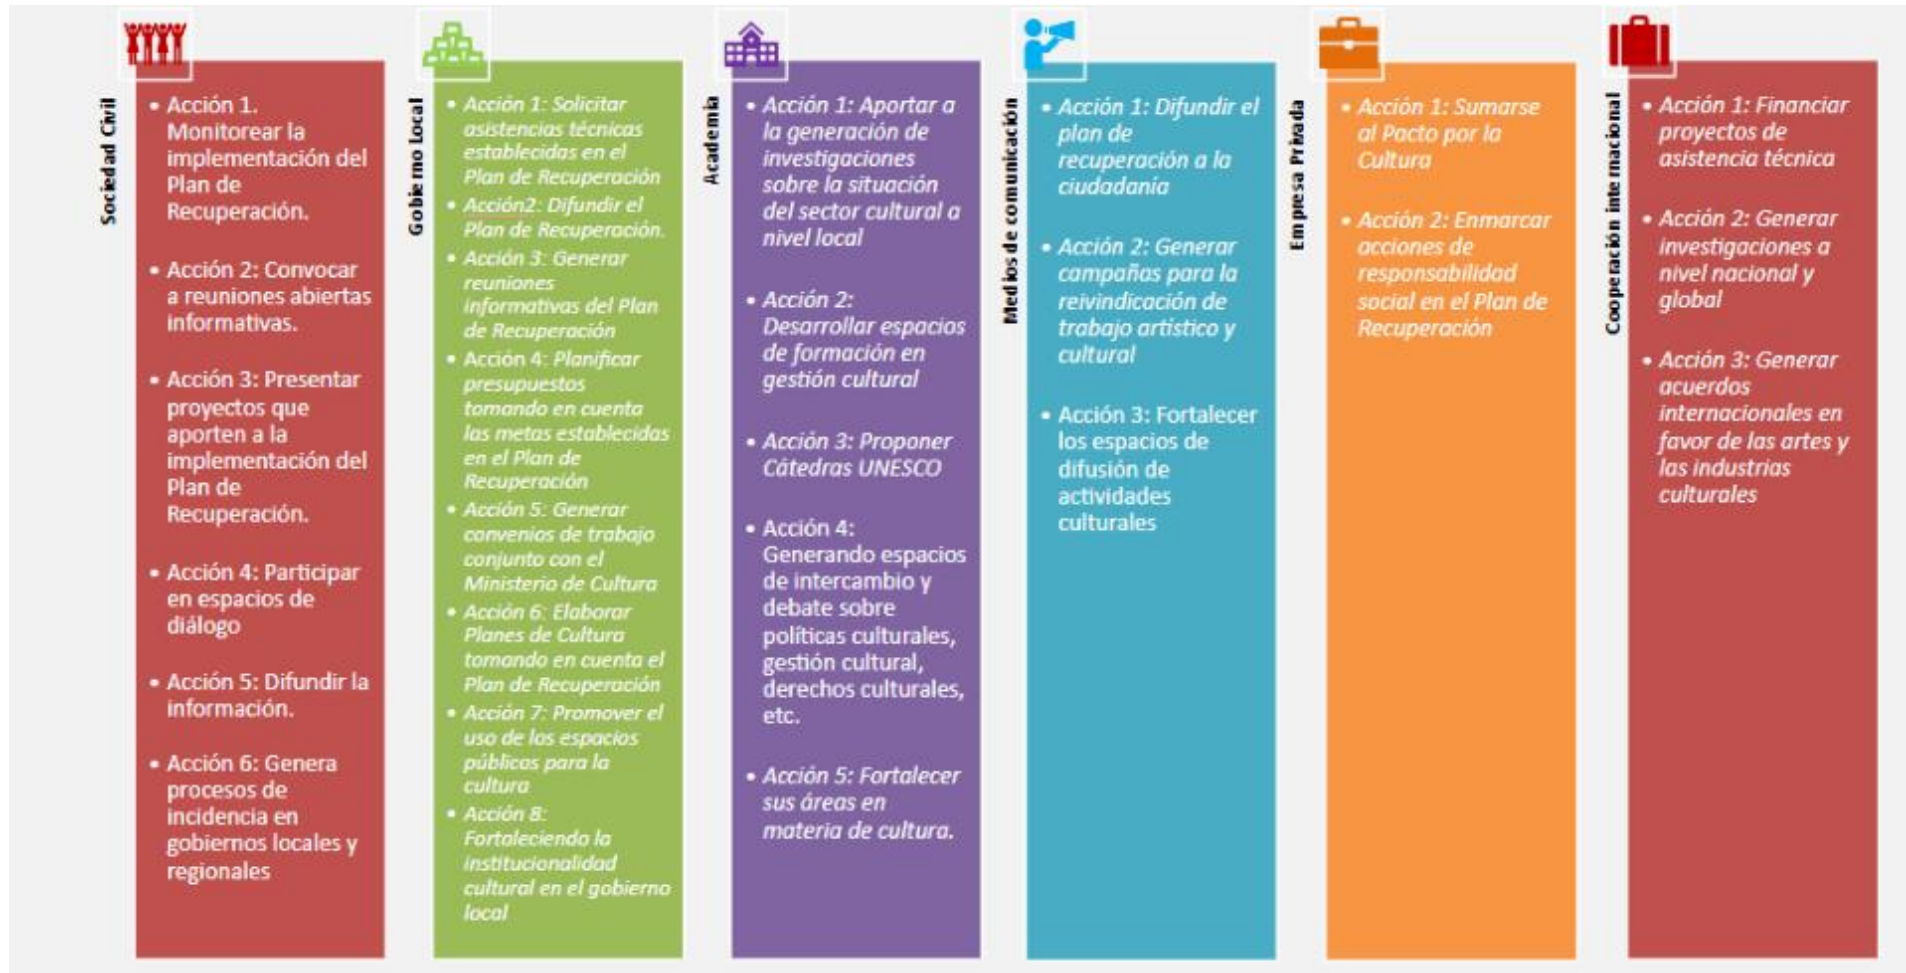 Sociedad Civil
• Acción 1.
Monitorear la
implementación del
Plan de
Recuperación.
• Acción 2: Convocar
a reuniones abiertas
informativas.
• Acción 3: Presentar
proyectos que
aporten a la
implementación del
Plan de
Recuperación.
• Acción 4: Participar
en espacios de
diálogo
• Acción 5: Difundir la
información.
• Acción 6: Genera
procesos de
incidencia en
gobiernos locales y
regionales
Gobierno Local
• Acción 1: Solicitar
asistencias técnicas
establecidas en el
Plan de Recuperación
• Acción2: Difundir el
Plan de Recuperación.
• Acción 3: Generar
reuniones
informativas del Plan
de Recuperación
• Acción 4: Planificar
presupuestos
tomando en cuenta
las metas establecidas
en el Plan de
Recuperación
• Acción 5: Generar
convenios de trabajo
conjunto con el
Ministerio de Cultura
• Acción 6: Elaborar
Planes de Cultura
tomando en cuenta el
Plan de Recuperación
• Acción 7: Promover el
uso de los espacios
públicos para la
cultura
• Acción 8:
Fortaleciendo la
institucionalidad
cultural en el gobierno
local
Academia
• Acción 1: Aportar a
la generación de
investigaciones
sobre la situación
del sector cultural a
nivel local
• Acción 2:
Desarrollar espacios
de formación en
gestión cultural
• Acción 3: Proponer
Cátedras UNESCO
• Acción 4:
Generando espacios
de intercambio y
debate sobre
políticas culturales,
gestión cultural,
derechos culturales,
etc.
• Acción 5: Fortalecer
sus áreas en
materia de cultura.
Medios de comunicación
• Acción 1: Difundir el
plan de
recuperación a la
ciudadanía
• Acción 2: Generar
campañas para la
reivindicación de
trabajo artístico y
cultural
• Acción 3: Fortalecer
los espacios de
difusión de
actividades
culturales
Empresa Privada
• Acción 1: Sumarse
al Pacto por la
Cultura
• Acción 2: Enmarcar
acciones de
responsabilidad
social en el Plan de
Recuperación
Cooperación internacional
• Acción 1: Financiar
proyectos de
asistencia técnica
• Acción 2: Generar
investigaciones a
nivel nacional y
global
• Acción 3: Generar
acuerdos
internacionales en
favor de las artes y
las industrias
culturales